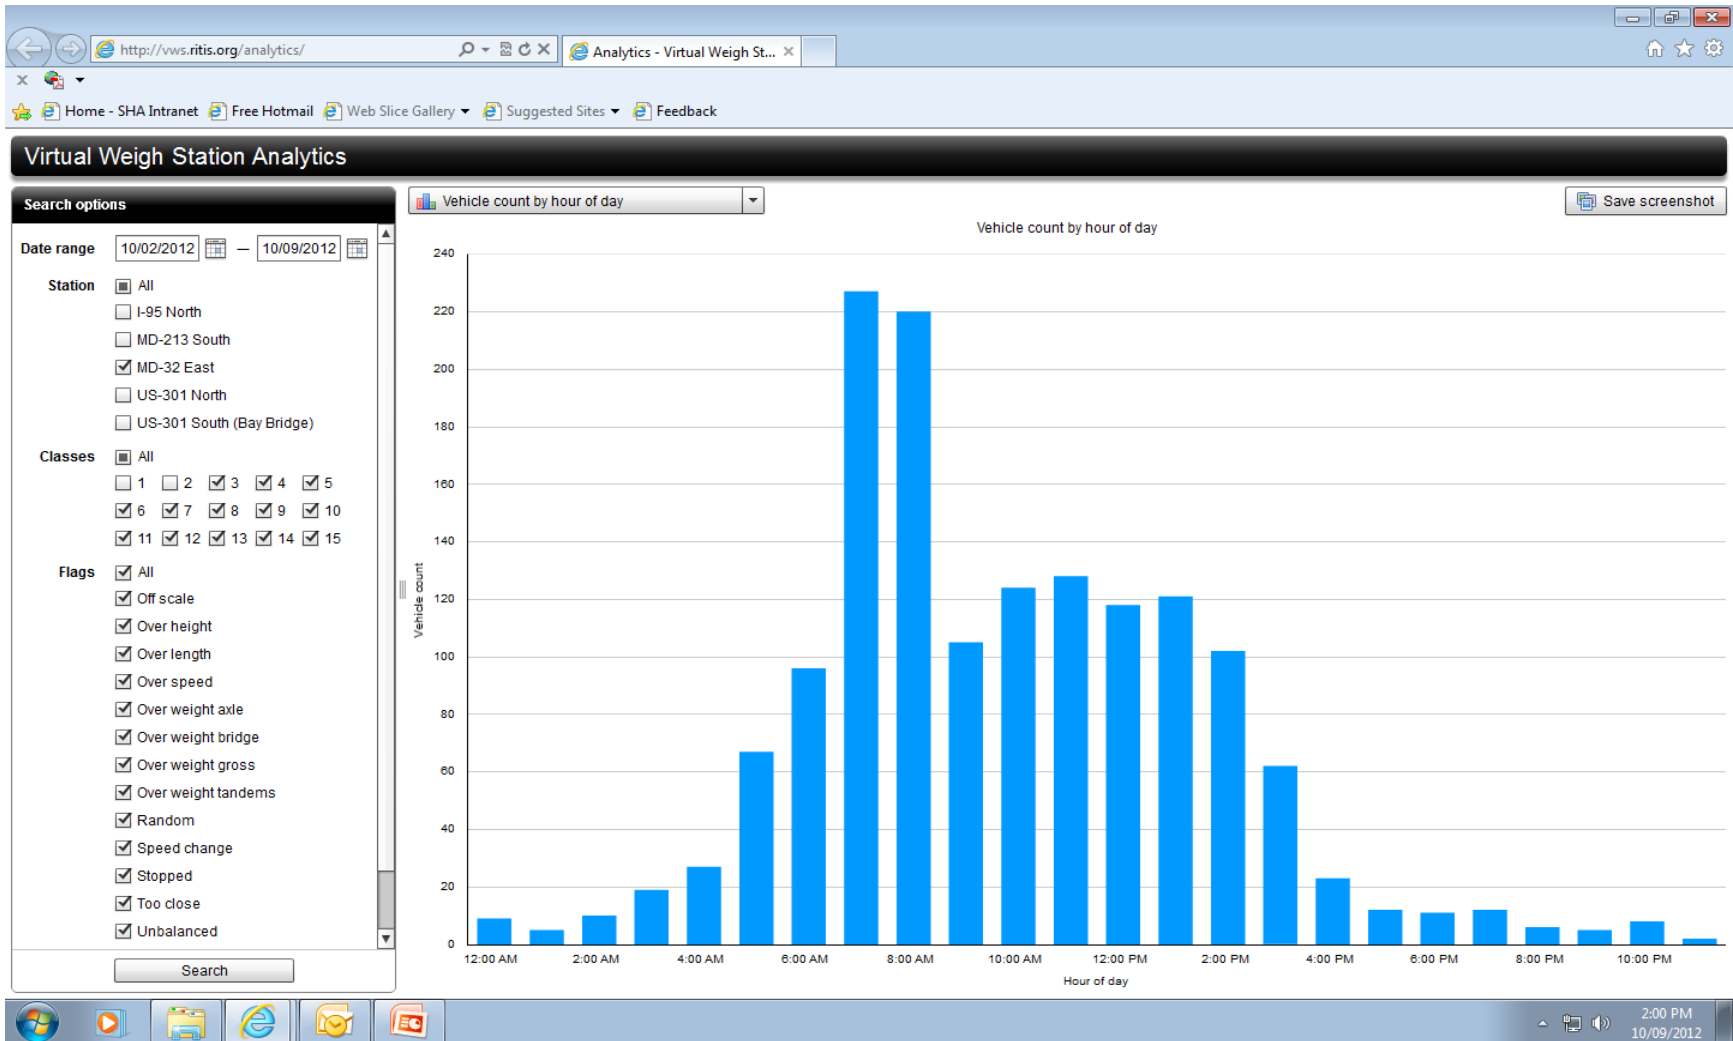 http://vws.ritis.org/analytics/
Analytics - Virtual Weigh St...
Home - SHA Intranet Free Hotmail Web Slice Gallery Suggested Sites Feedback
Virtual Weigh Station Analytics
Search options
Date range 10/02/2012 — 10/09/2012
Station All
I-95 North
MD-213 South
MD-32 East
US-301 North
US-301 South (Bay Bridge)
Classes All
1 2 3 4 5
6 7 8 9 10
11 12 13 14 15
Flags All
Off scale
Over height
Over length
Over speed
Over weight axle
Over weight bridge
Over weight gross
Over weight tandems
Random
Speed change
Stopped
Too close
Unbalanced
Search
Vehicle count by hour of day
Save screenshot
Vehicle count by hour of day
240
220
200
180
160
140
120
100
80
60
40
20
0
Vehicle count
12:00 AM 2:00 AM 4:00 AM 6:00 AM 8:00 AM 10:00 AM 12:00 PM 2:00 PM 4:00 PM 6:00 PM 8:00 PM 10:00 PM
Hour of day
2:00 PM
10/09/2012